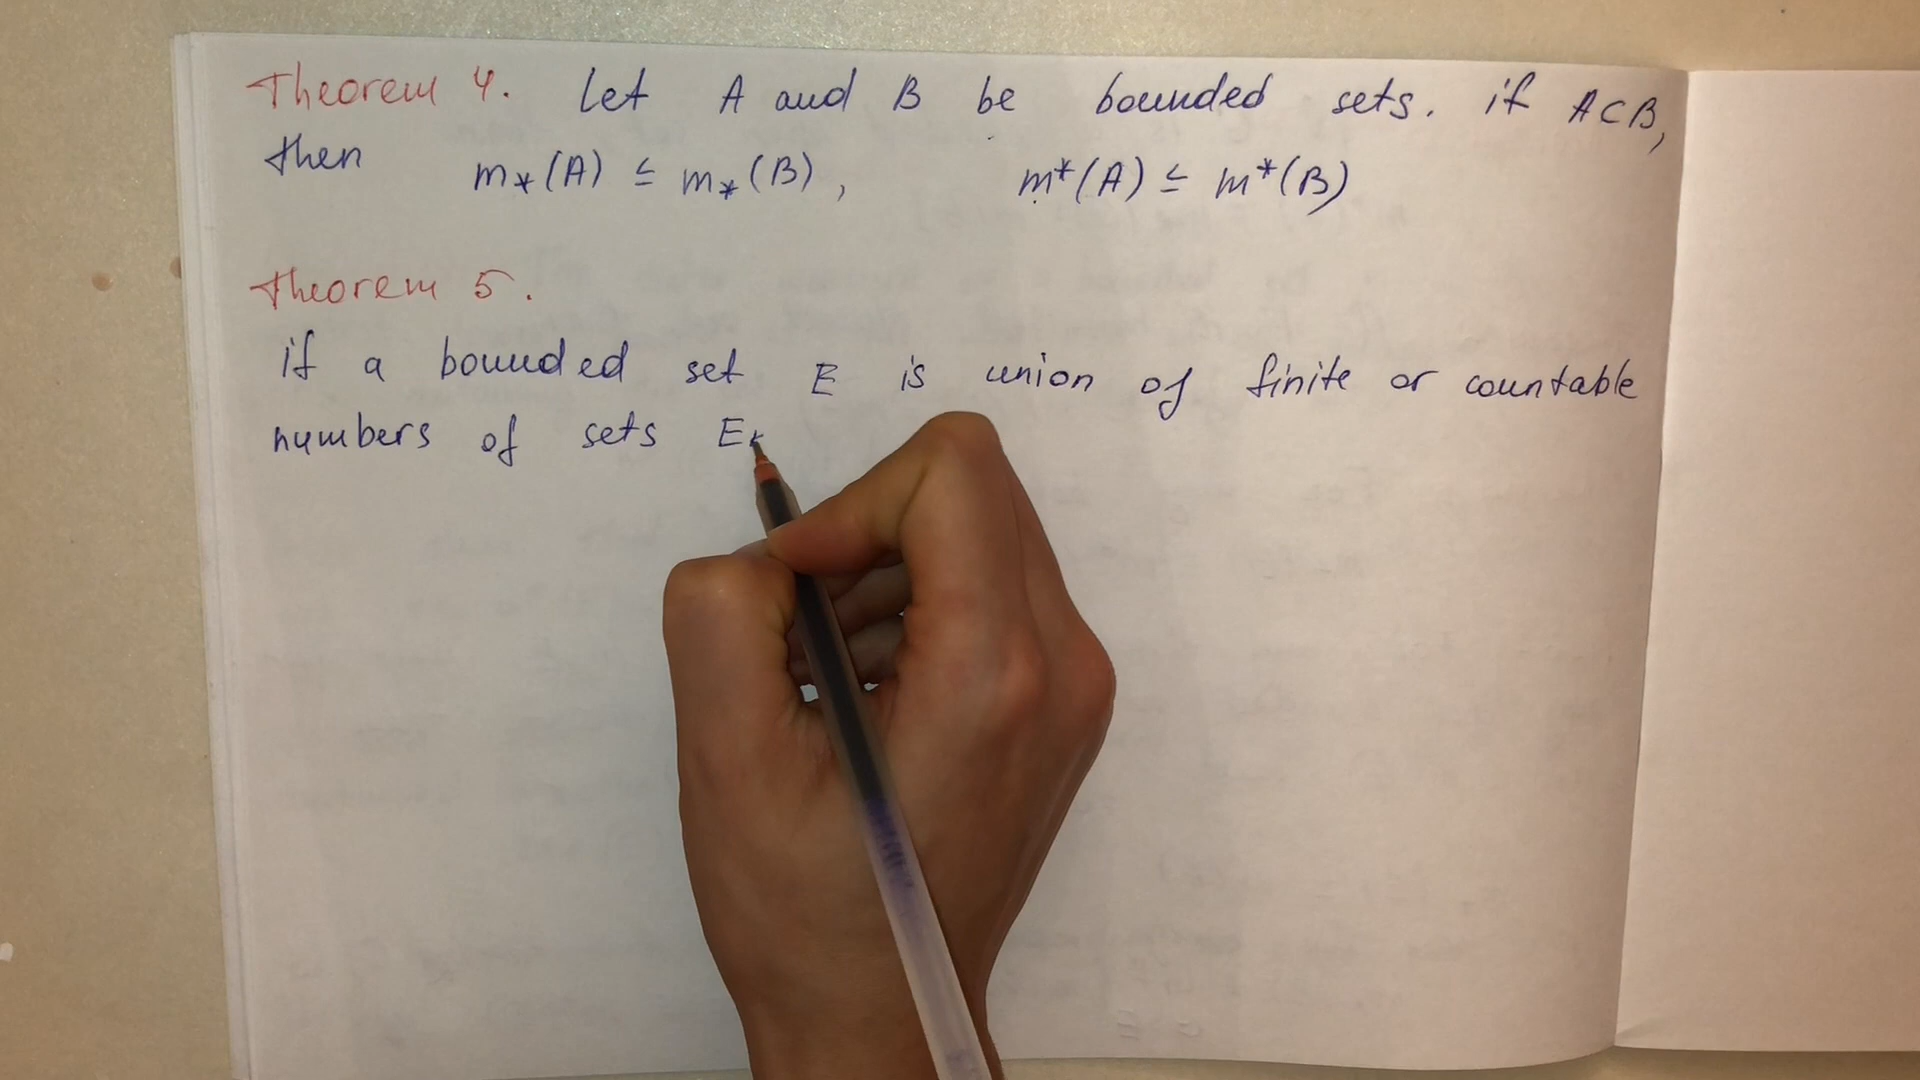 Theorem 4. Let A and B be bounded sets. if A⊂B,
then m*(A) ≤ m*(B), m*(A) ≤ m*(B)
Theorem 5.
if a bounded set E is union of finite or countable
numbers of sets Eₖ